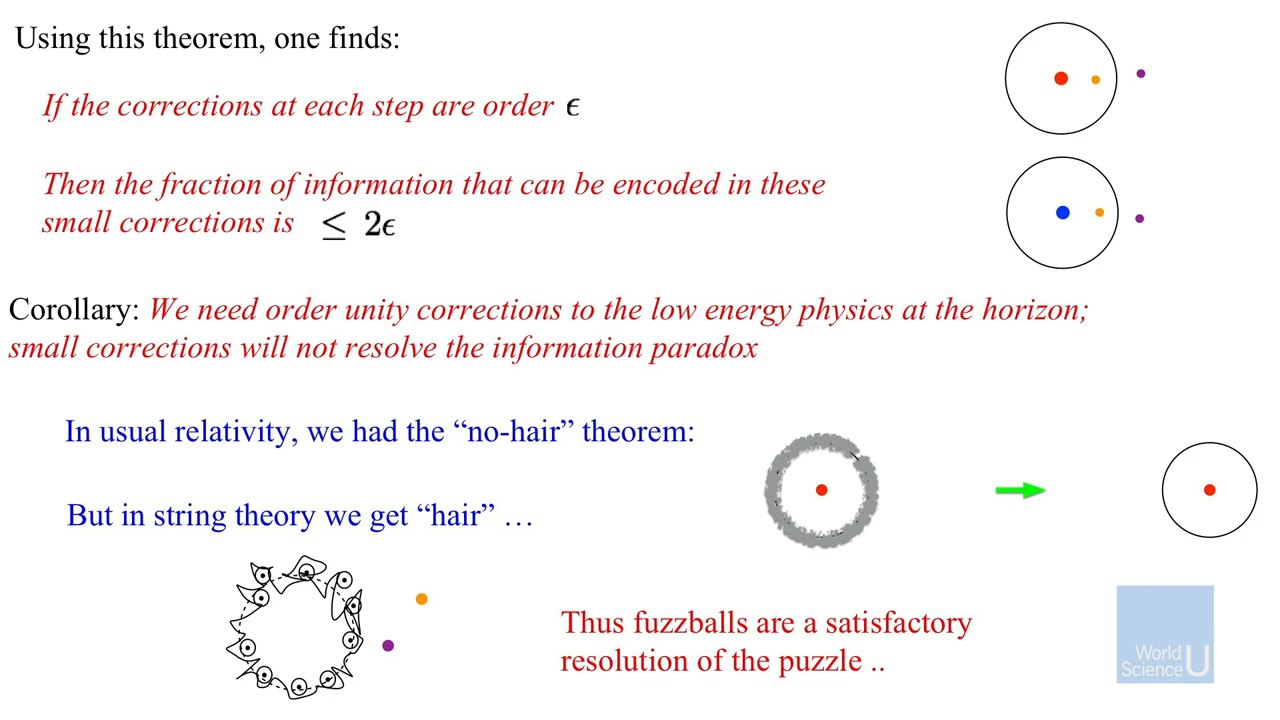 Using this theorem, one finds:
If the corrections at each step are order ϵ
Then the fraction of information that can be encoded in these
small corrections is ≤ 2ϵ
Corollary: We need order unity corrections to the low energy physics at the horizon;
small corrections will not resolve the information paradox
In usual relativity, we had the “no-hair” theorem:
But in string theory we get “hair” …
Thus fuzzballs are a satisfactory
resolution of the puzzle ..
World
Science U